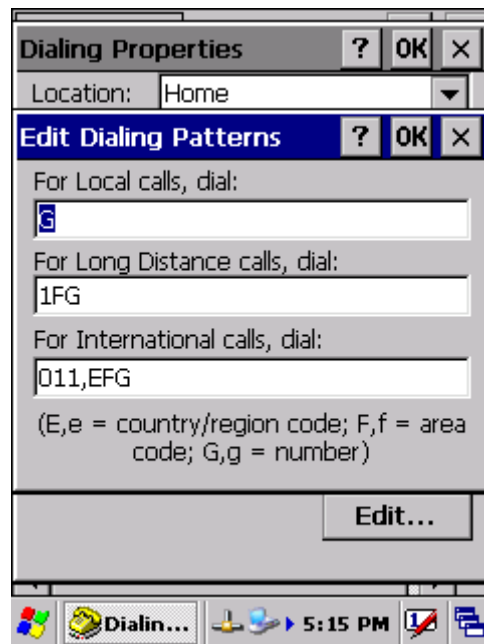 Dialing Properties ? OK ×
Location: Home
Edit Dialing Patterns ? OK ×
For Local calls, dial:
G
For Long Distance calls, dial:
1FG
For International calls, dial:
011,EFG
(E,e = country/region code; F,f = area
code; G,g = number)
Edit...
Dialin... 5:15 PM